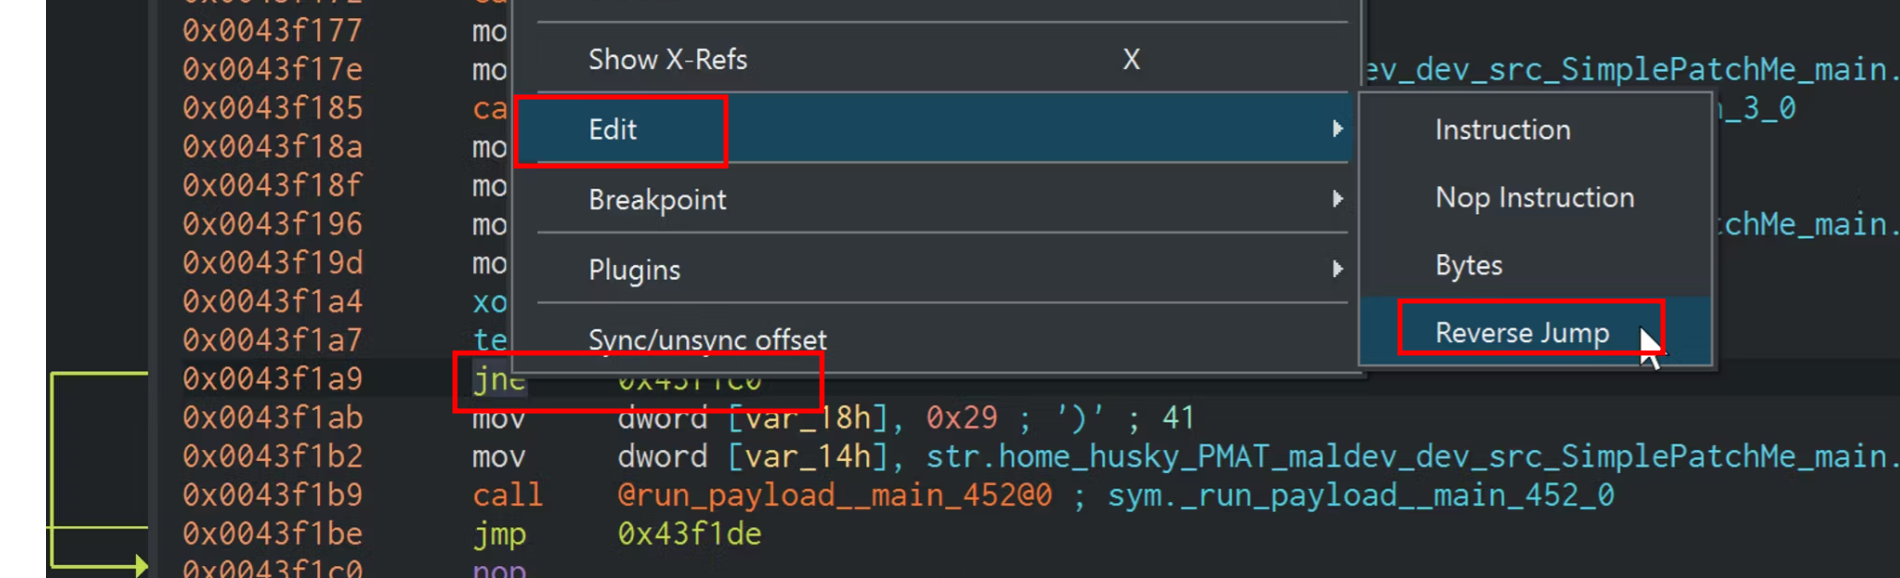 0x0043f172
0x0043f177 mo
0x0043f17e mo ev_dev_src_SimplePatchMe_main.
0x0043f185 ca _3_0
0x0043f18a mo
0x0043f18f mo
0x0043f196 mo chMe_main.
0x0043f19d mo
0x0043f1a4 xo
0x0043f1a7 te
Show X-Refs X
Edit
Breakpoint
Plugins
Sync/unsync offset
Instruction
Nop Instruction
Bytes
Reverse Jump
0x0043f1a9 jne 0x43f1c0
0x0043f1ab mov dword [var_18h], 0x29 ; ')' ; 41
0x0043f1b2 mov dword [var_14h], str.home_husky_PMAT_maldev_dev_src_SimplePatchMe_main.
0x0043f1b9 call @run_payload__main_452@0 ; sym._run_payload__main_452_0
0x0043f1be jmp 0x43f1de
0x0043f1c0 nop